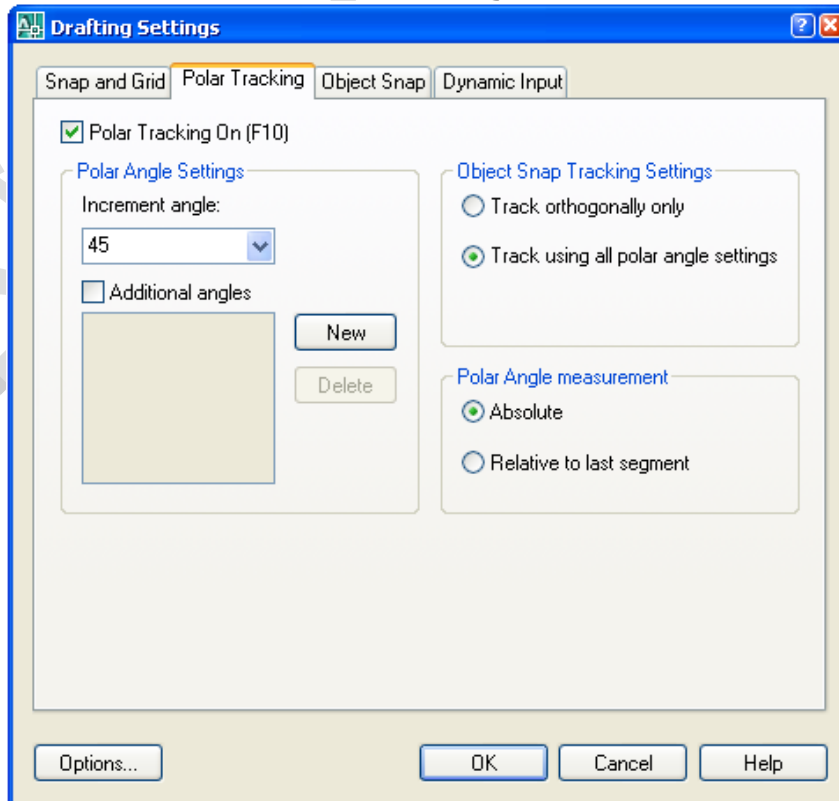 Drafting Settings
Snap and Grid
Polar Tracking
Object Snap
Dynamic Input
Polar Tracking On (F10)
Polar Angle Settings
Increment angle:
45
Additional angles
New
Delete
Object Snap Tracking Settings
Track orthogonally only
Track using all polar angle settings
Polar Angle measurement
Absolute
Relative to last segment
Options...
OK
Cancel
Help